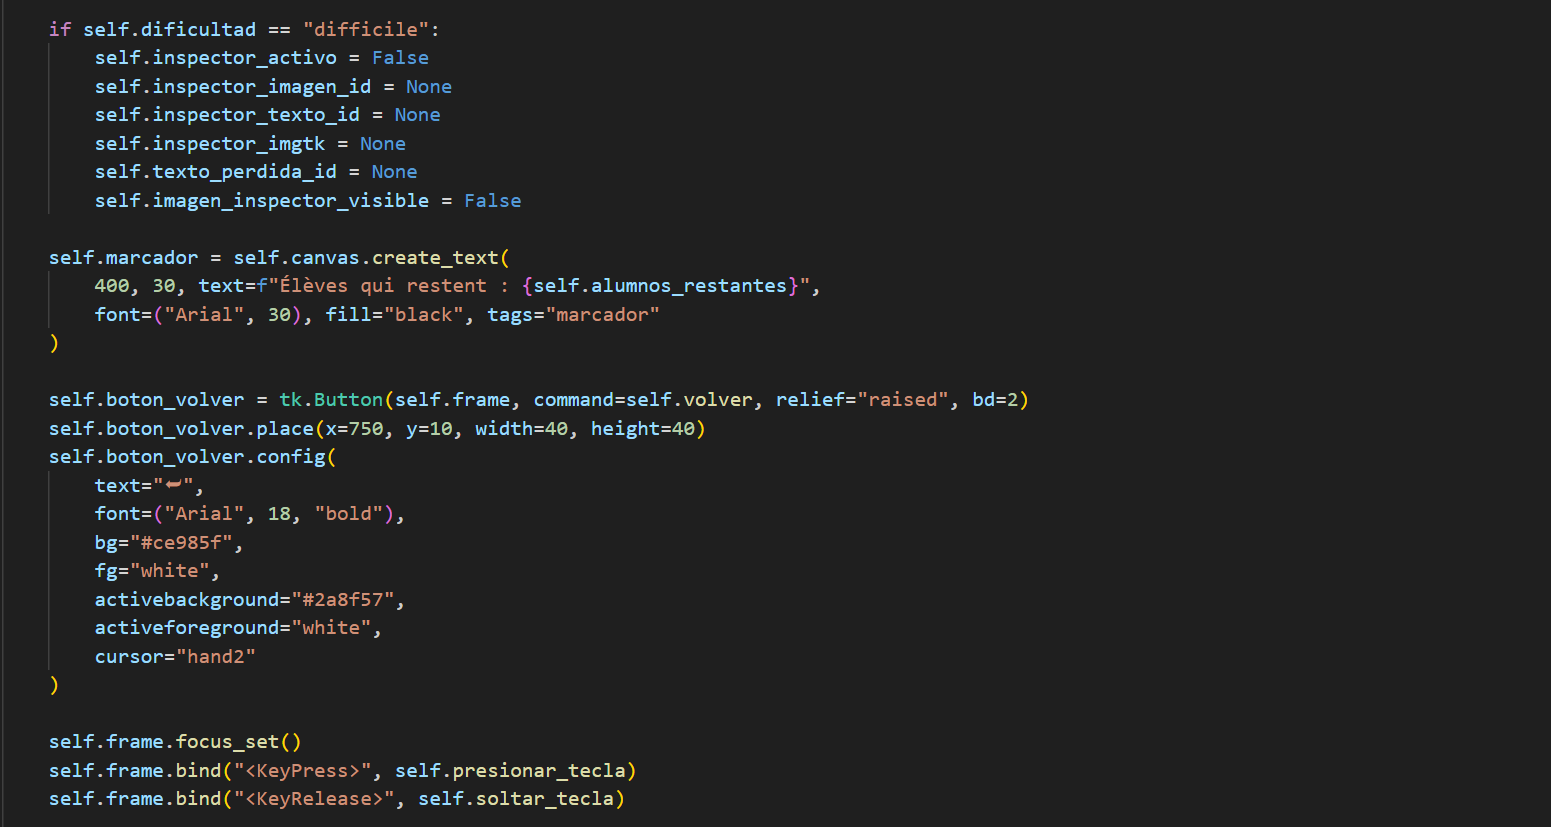 if self.dificultad == "difficile":
    self.inspector_activo = False
    self.inspector_imagen_id = None
    self.inspector_texto_id = None
    self.inspector_imgtk = None
    self.texto_perdida_id = None
    self.imagen_inspector_visible = False

self.marcador = self.canvas.create_text(
    400, 30, text=f"Élèves qui restent : {self.alumnos_restantes}",
    font=("Arial", 30), fill="black", tags="marcador"
)

self.boton_volver = tk.Button(self.frame, command=self.volver, relief="raised", bd=2)
self.boton_volver.place(x=750, y=10, width=40, height=40)
self.boton_volver.config(
    text="⮨",
    font=("Arial", 18, "bold"),
    bg="#ce985f",
    fg="white",
    activebackground="#2a8f57",
    activeforeground="white",
    cursor="hand2"
)

self.frame.focus_set()
self.frame.bind("<KeyPress>", self.presionar_tecla)
self.frame.bind("<KeyRelease>", self.soltar_tecla)